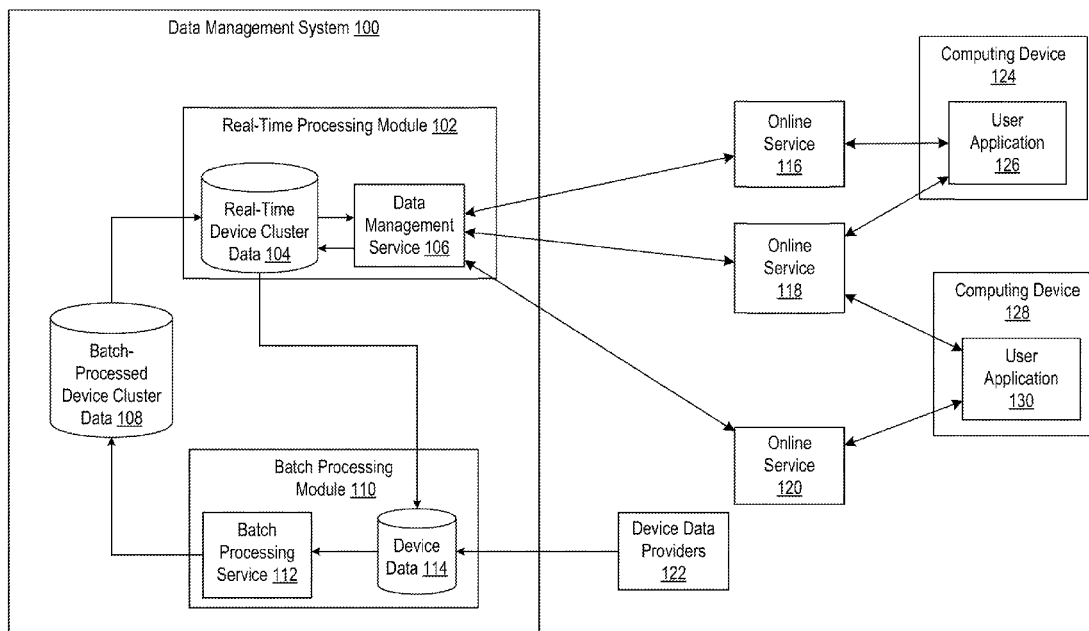 Data Management System 100
Real-Time Processing Module 102
Real-Time
Device Cluster
Data 104
Data
Management
Service 106
Batch-
Processed
Device Cluster
Data 108
Batch Processing
Module 110
Batch
Processing
Service 112
Device
Data 114
Online
Service
116
Online
Service
118
Online
Service
120
Device Data
Providers
122
Computing Device
124
User
Application
126
Computing Device
128
User
Application
130